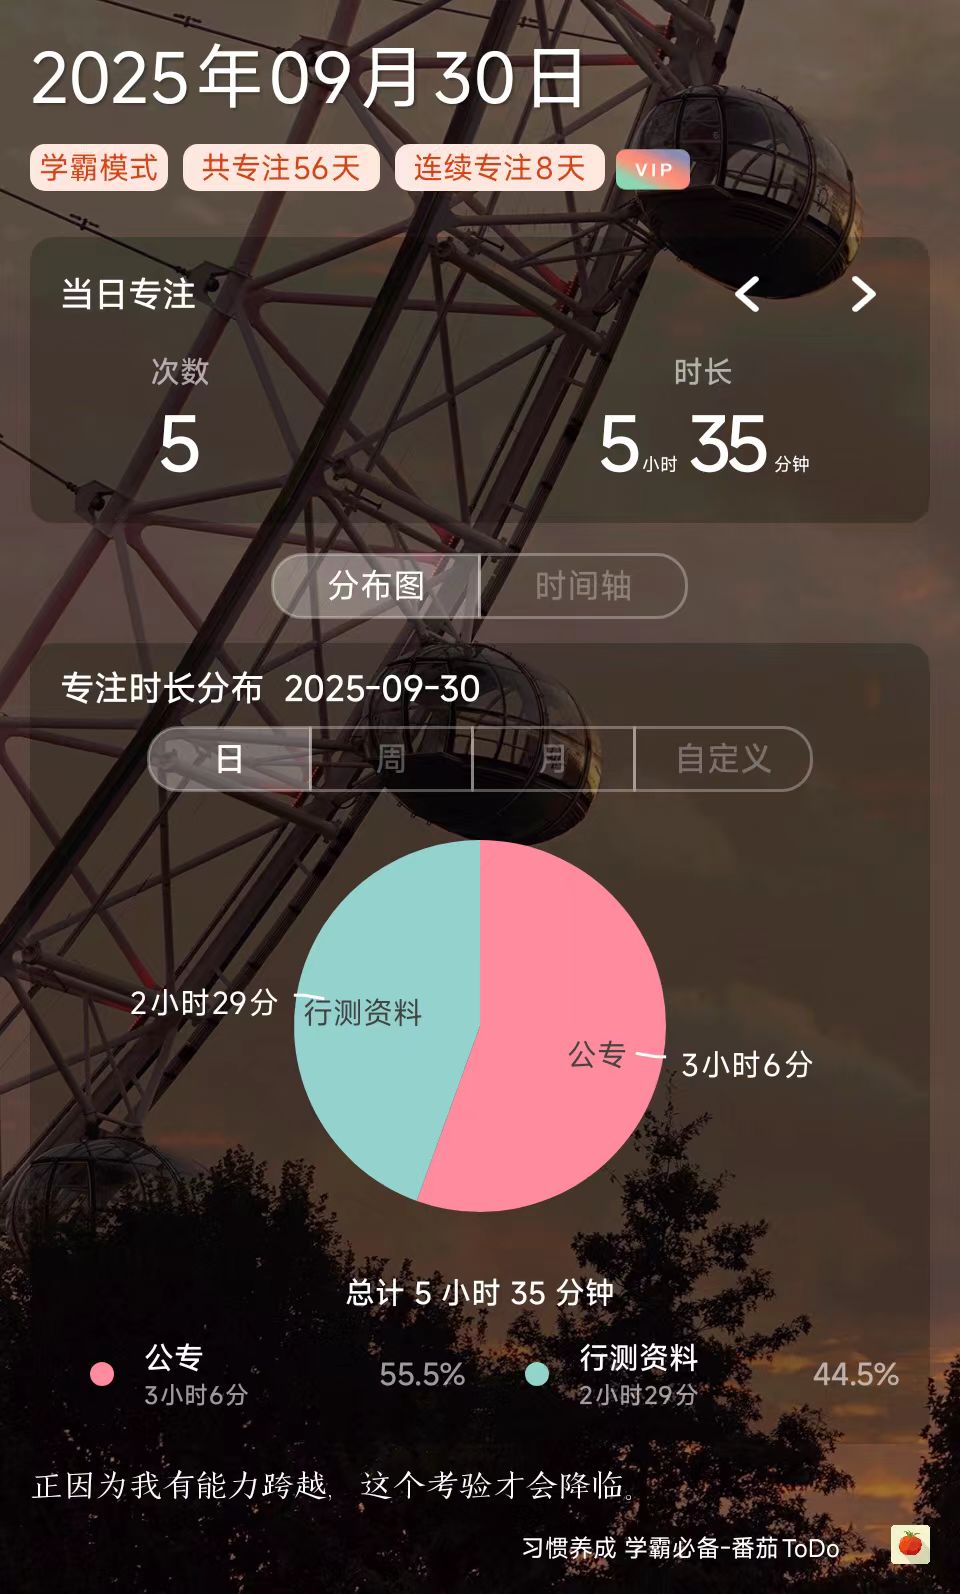 2025年09月30日
学霸模式 共专注56天 连续专注8天 VIP
当日专注
次数 时长
5 5小时 35分钟
分布图 时间轴
专注时长分布 2025-09-30
日 周 月 自定义
2小时29分 行测资料
公专 3小时6分
总计 5 小时 35 分钟
公专 55.5% 行测资料 44.5%
3小时6分 2小时29分
正因为我有能力跨越，这个考验才会降临。
习惯养成 学霸必备-番茄ToDo